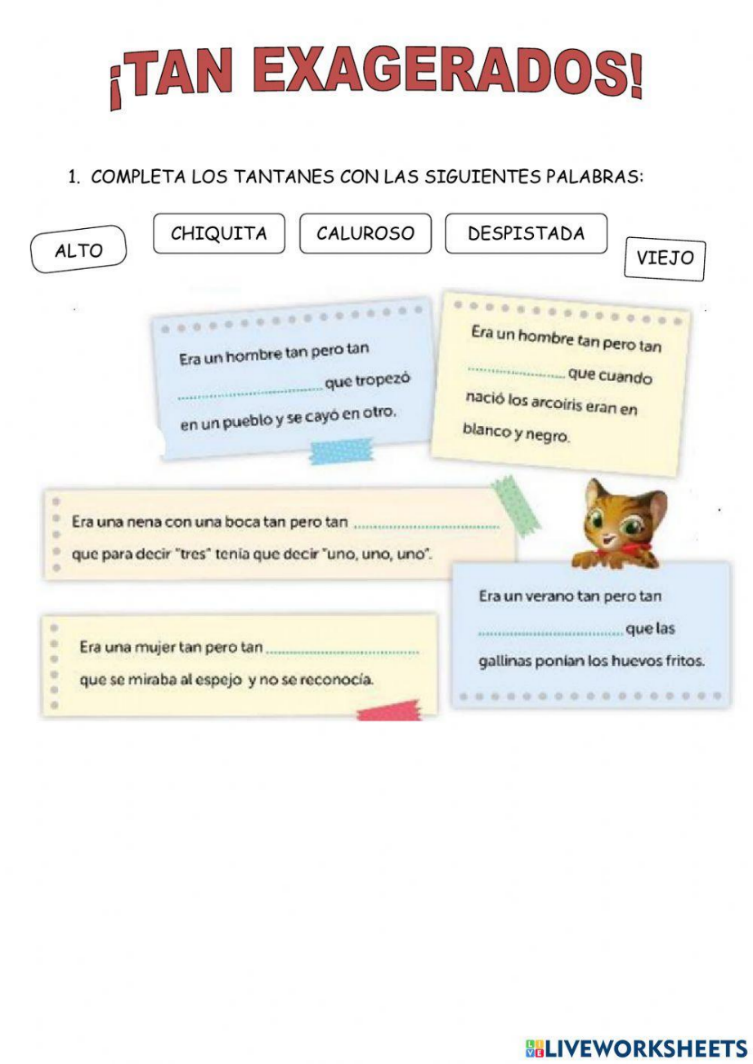 ¡TAN EXAGERADOS!
1. COMPLETA LOS TANTANES CON LAS SIGUIENTES PALABRAS:
ALTO
CHIQUITA
CALUROSO
DESPISTADA
VIEJO
Era un hombre tan pero tan
que tropezó
en un pueblo y se cayó en otro.
Era un hombre tan pero tan
que cuando
nació los arcoíris eran en
blanco y negro.
Era una nena con una boca tan pero tan
que para decir "tres" tenía que decir "uno, uno, uno".
Era un verano tan pero tan
que las
gallinas ponían los huevos fritos.
Era una mujer tan pero tan
que se miraba al espejo y no se reconocía.
LIVEWORKSHEETS